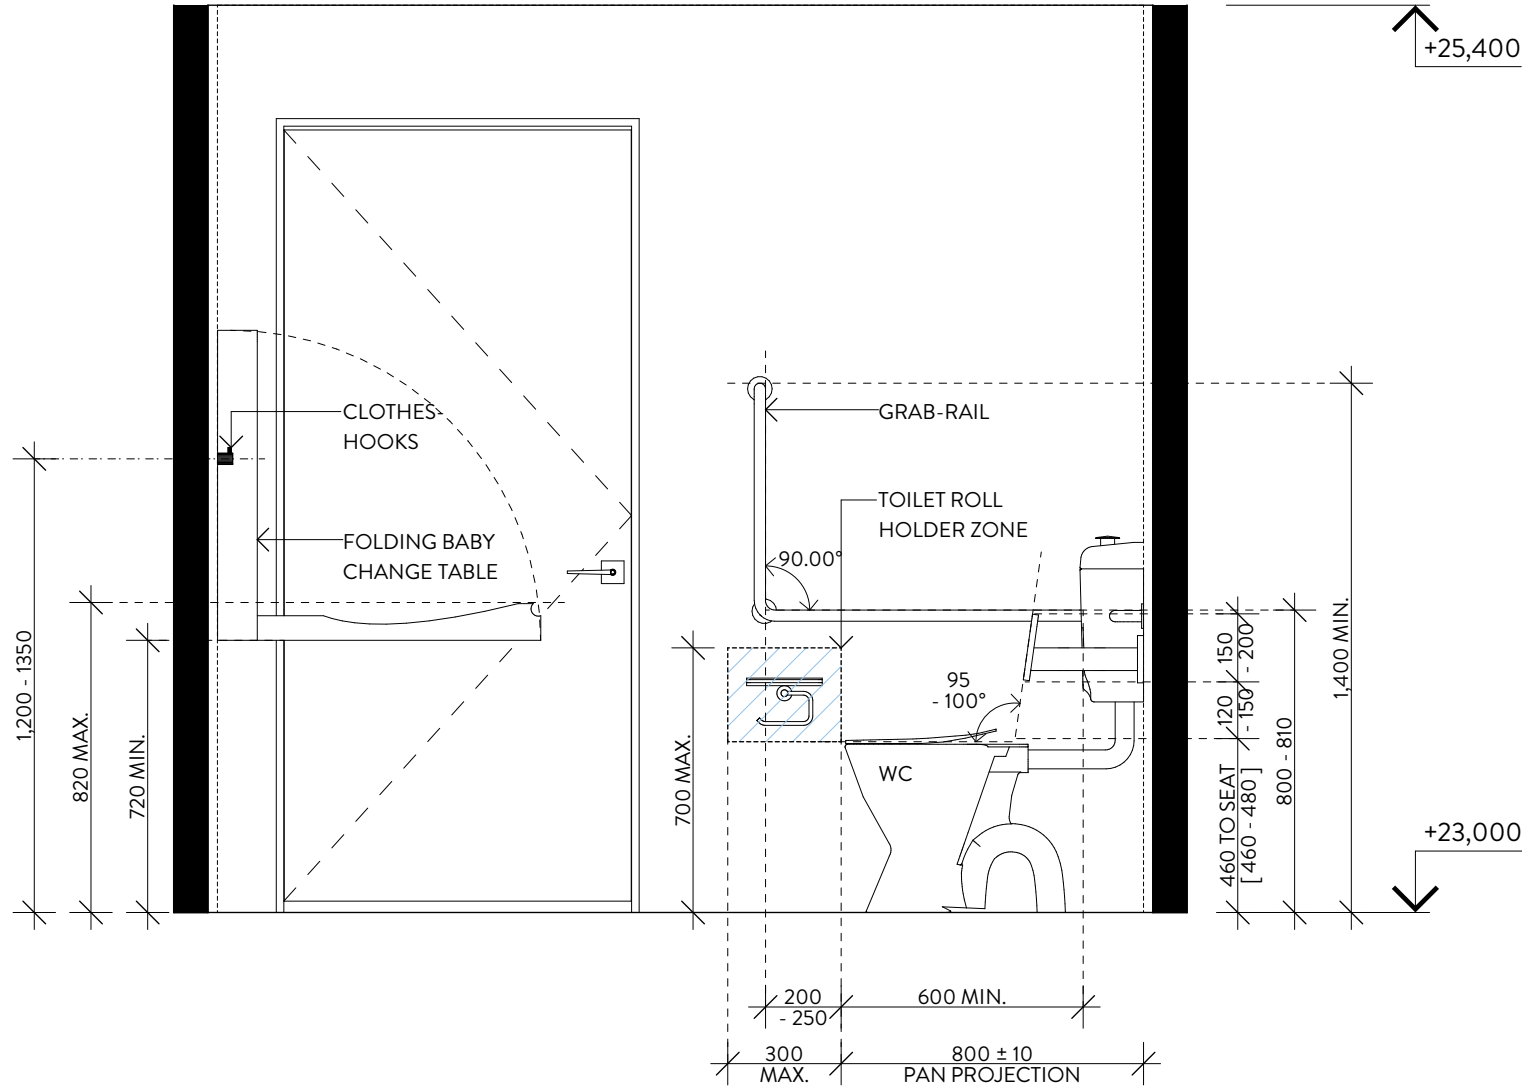 +25,400
CLOTHES-
HOOKS
GRAB-RAIL
TOILET ROLL
HOLDER ZONE
FOLDING BABY
CHANGE TABLE
90.00°
1,200 - 1350
820 MAX.
720 MIN.
700 MAX.
95
- 100°
WC
150
- 200
120
- 150
460 TO SEAT
[ 460 - 480 ]
800 - 810
1,400 MIN.
+23,000
200
- 250
600 MIN.
300
MAX.
800 ± 10
PAN PROJECTION